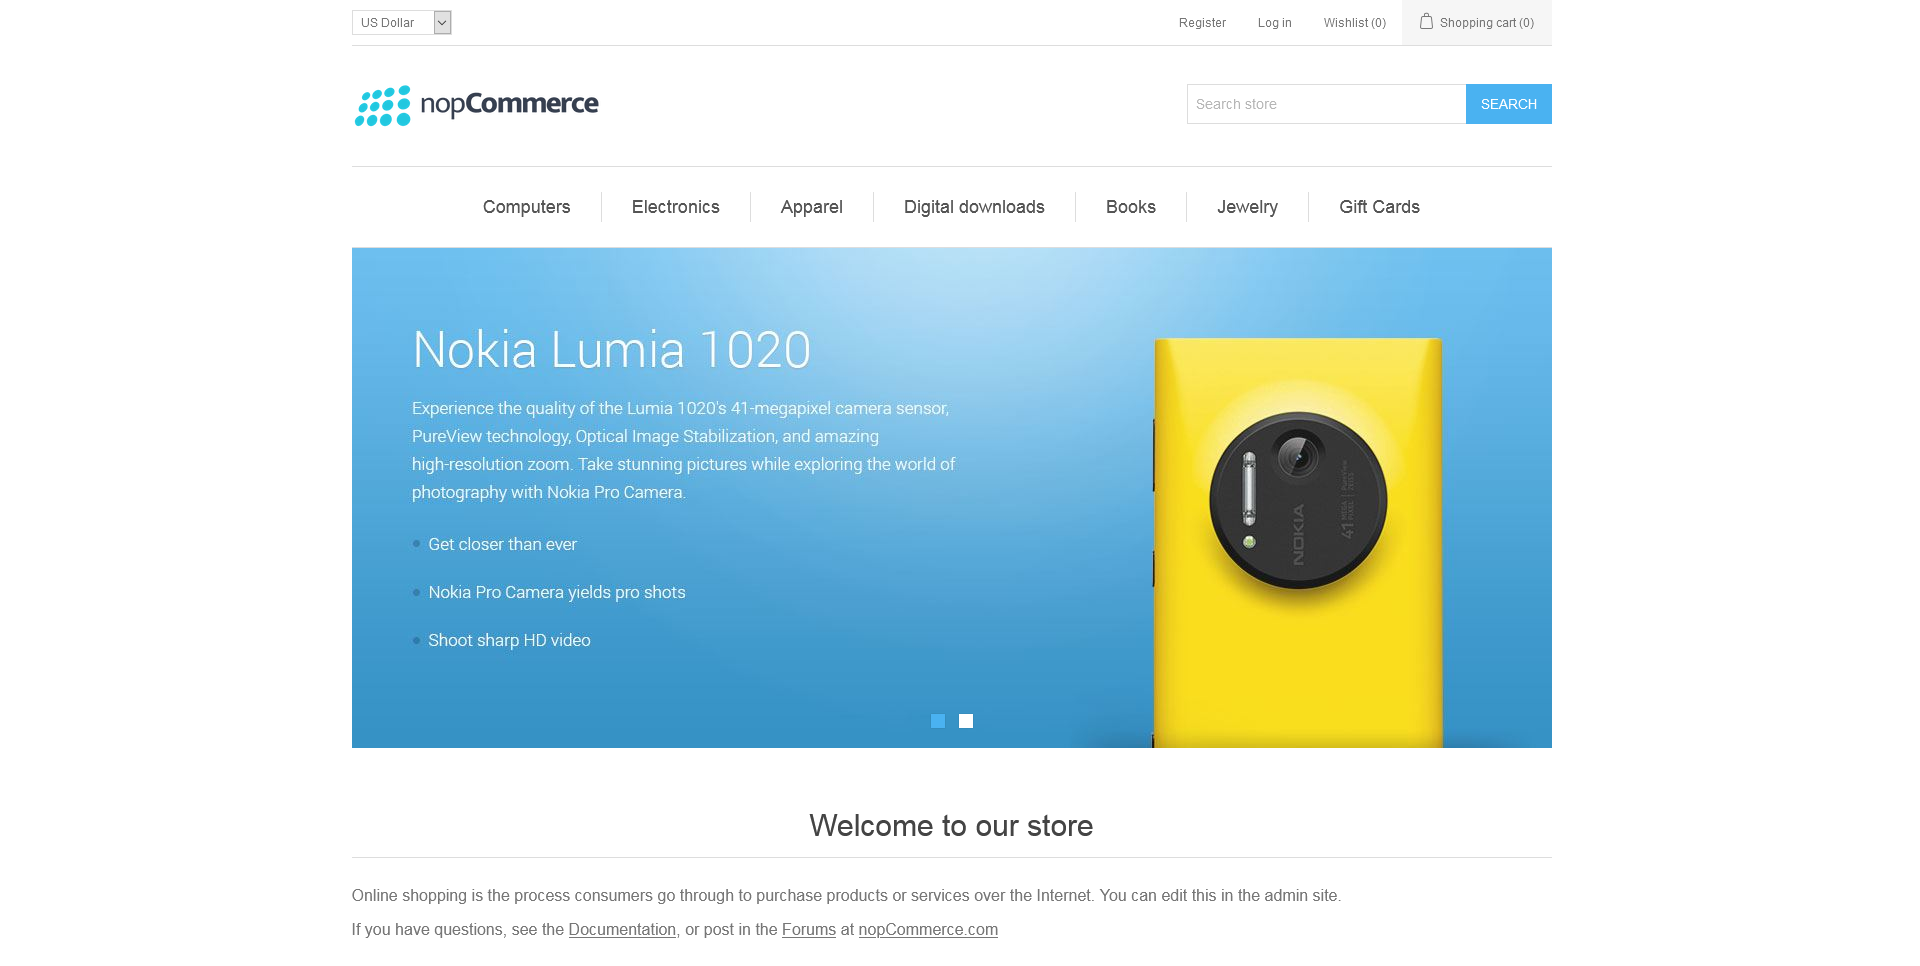 US Dollar
Register
Log in
Wishlist (0)
Shopping cart (0)
nopCommerce
Search store
SEARCH
Computers
Electronics
Apparel
Digital downloads
Books
Jewelry
Gift Cards
Nokia Lumia 1020
Experience the quality of the Lumia 1020's 41-megapixel camera sensor,
PureView technology, Optical Image Stabilization, and amazing
high-resolution zoom. Take stunning pictures while exploring the world of
photography with Nokia Pro Camera.
Get closer than ever
Nokia Pro Camera yields pro shots
Shoot sharp HD video
NOKIA
41 MEGA PIXEL
PureView
ZEISS
Welcome to our store
Online shopping is the process consumers go through to purchase products or services over the Internet. You can edit this in the admin site.
If you have questions, see the Documentation, or post in the Forums at nopCommerce.com